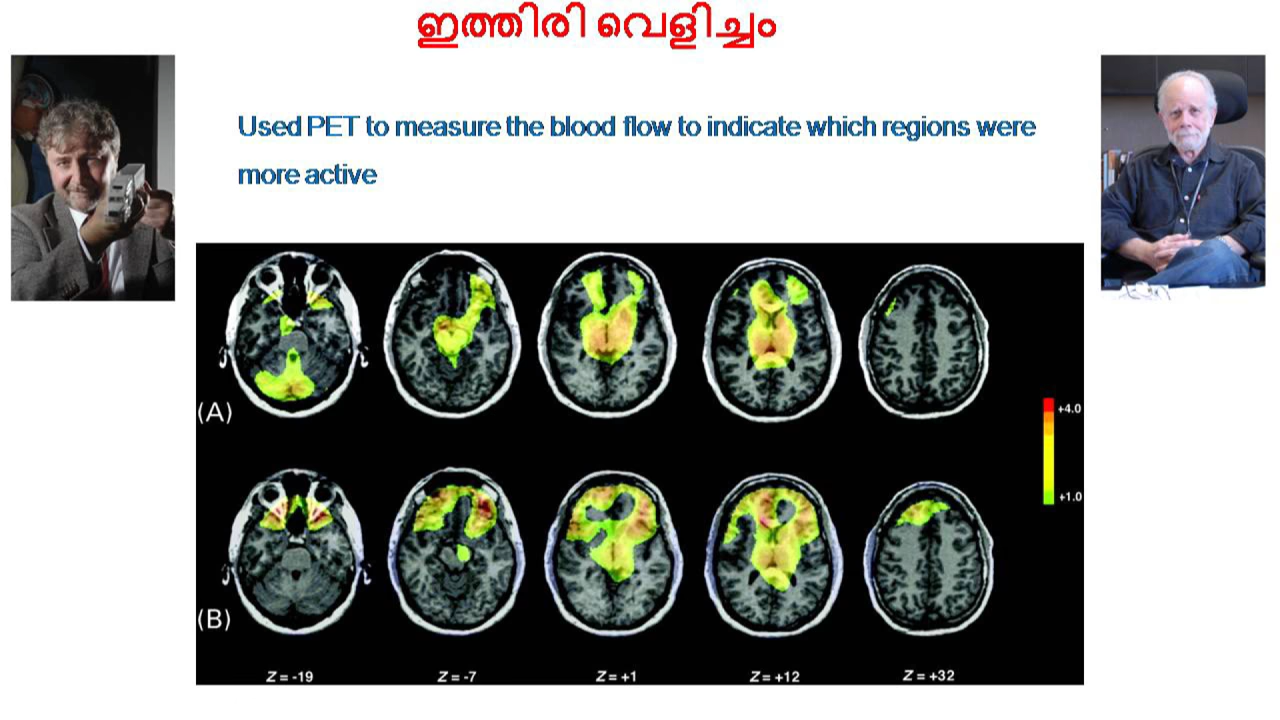 ഇത്തിരി വെളിച്ചം
Used PET to measure the blood flow to indicate which regions were
more active
(A)
+4.0
+1.0
(B)
Z = -19 Z = -7 Z = +1 Z = +12 Z = +32